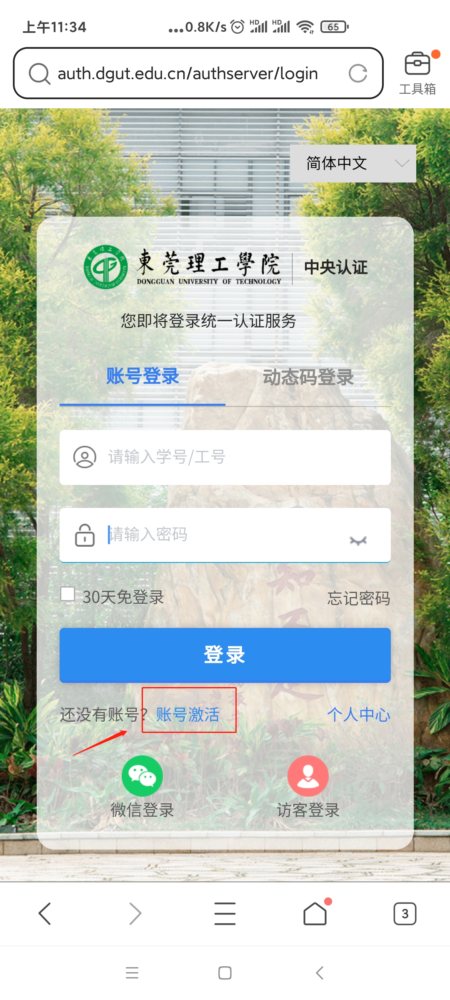 上午11:34
...0.8K/s
HD
HD
65
auth.dgut.edu.cn/authserver/login
工具箱
简体中文
東莞理工學院
DONGGUAN UNIVERSITY OF TECHNOLOGY
中央认证
您即将登录统一认证服务
账号登录
动态码登录
请输入学号/工号
请输入密码
30天免登录
忘记密码
登录
还没有账号?
账号激活
个人中心
微信登录
访客登录
3